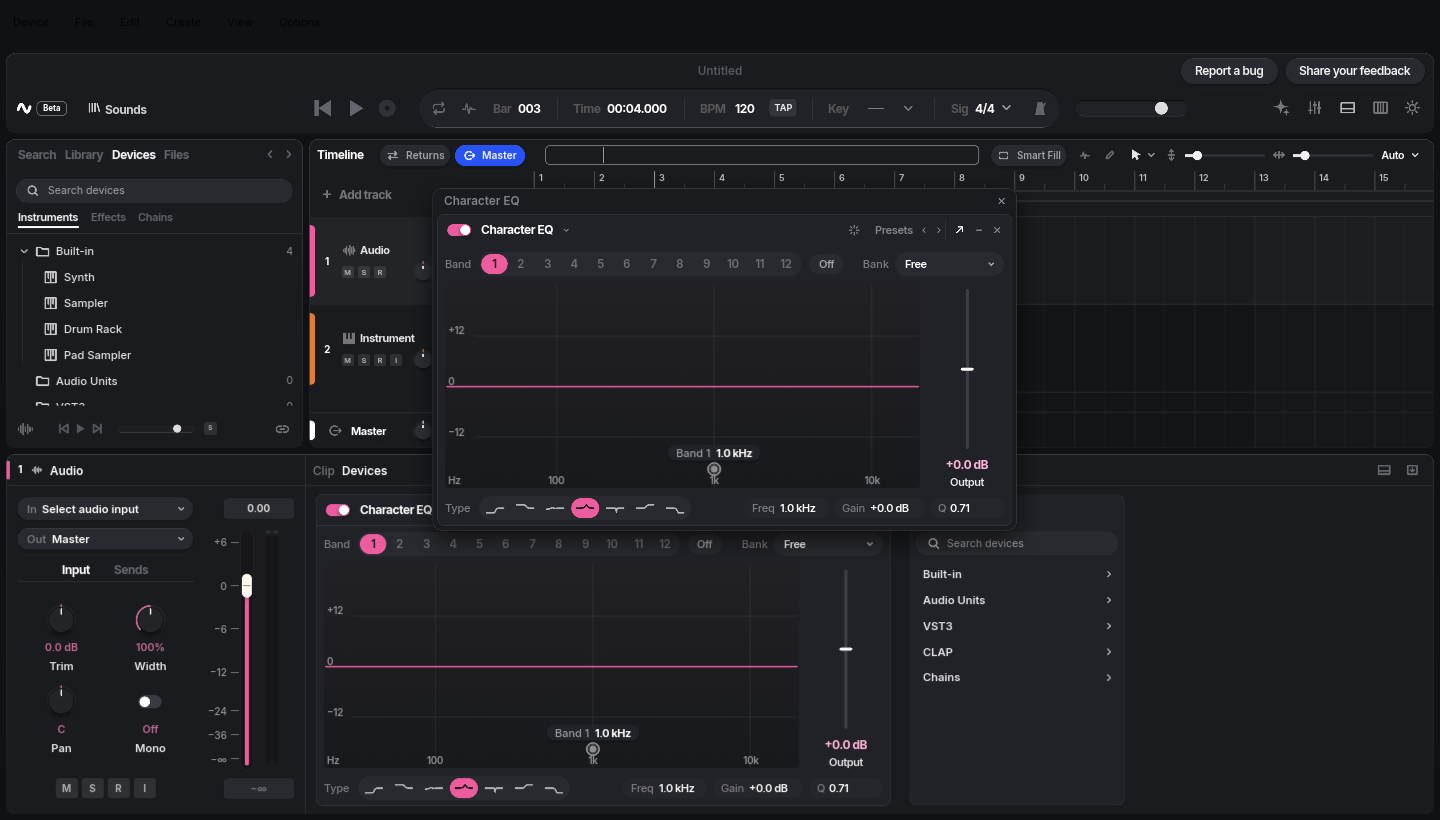 Device File Edit Create View Options
Untitled
Report a bug
Share your feedback
Beta
Sounds
Bar 003
Time 00:04.000
BPM 120 TAP
Key —
Sig 4/4
Search Library Devices Files
Search devices
Instruments Effects Chains
Built-in 4
Synth
Sampler
Drum Rack
Pad Sampler
Audio Units 0
VST3 0
S
Timeline
Returns
Master
Smart Fill
Auto
Add track
1 2 3 4 5 6 7 8 9 10 11 12 13 14 15
1 Audio
M S R
2 Instrument
M S R I
Master
Character EQ
Character EQ
Presets
Band 1 2 3 4 5 6 7 8 9 10 11 12 Off
Bank Free
+12
0
−12
Band 1 1.0 kHz
Hz 100 1k 10k
+0.0 dB
Output
Type
Freq 1.0 kHz
Gain +0.0 dB
Q 0.71
1 Audio
In Select audio input
0.00
Out Master
Input Sends
+6
0
−6
−12
−24
−36
−∞
0.0 dB
Trim
100%
Width
C
Pan
Off
Mono
M S R I
−∞
Clip Devices
Character EQ
Band 1 2 3 4 5 6 7 8 9 10 11 12 Off
Bank Free
+12
0
−12
Band 1 1.0 kHz
Hz 100 1k 10k
+0.0 dB
Output
Type
Freq 1.0 kHz
Gain +0.0 dB
Q 0.71
Search devices
Built-in
Audio Units
VST3
CLAP
Chains